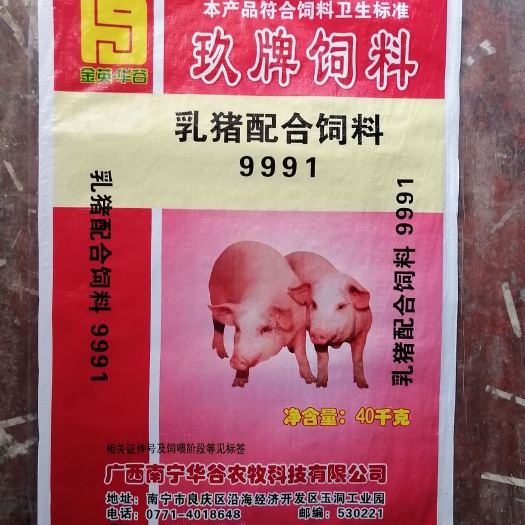 本产品符合饲料卫生标准
金英·华谷
玖牌饲料
乳猪配合饲料
9991
乳猪配合饲料 9991
乳猪配合饲料 9991
净含量：40千克
相关证件号及饲喂阶段等见标签
广西南宁华谷农牧科技有限公司
地址：南宁市良庆区沿海经济开发区玉洞工业园
电话：0771-4018648 邮编：530221